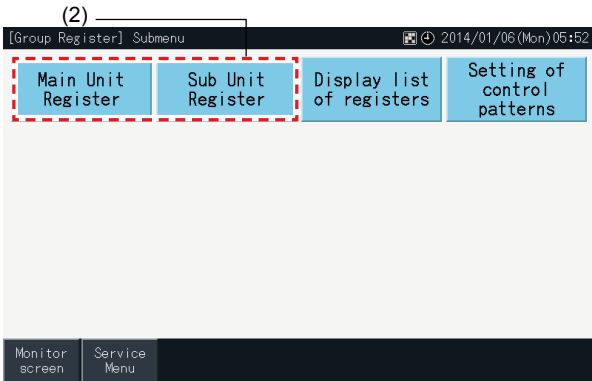 (2)
[Group Register] Submenu 2014/01/06(Mon)05:52
Main Unit
Register
Sub Unit
Register
Display list
of registers
Setting of
control
patterns
Monitor
screen
Service
Menu